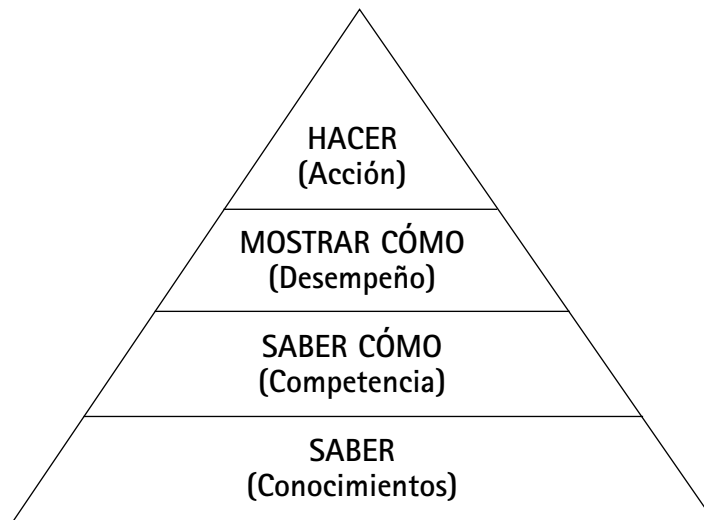 HACER
(Acción)
MOSTRAR CÓMO
(Desempeño)
SABER CÓMO
(Competencia)
SABER
(Conocimientos)